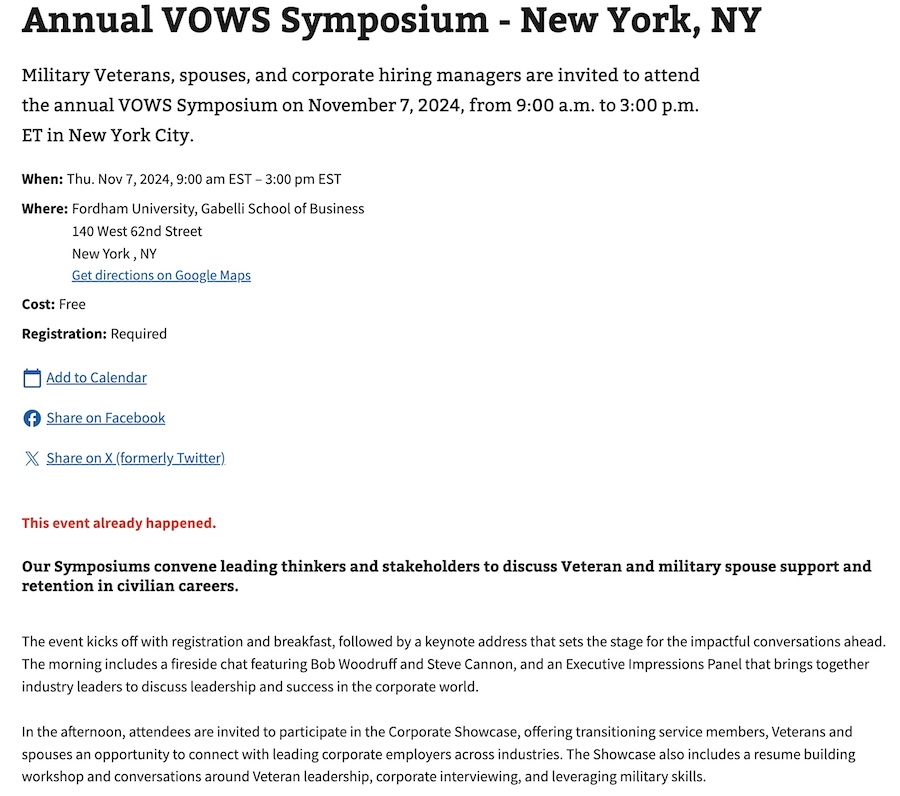 Annual VOWS Symposium - New York, NY
Military Veterans, spouses, and corporate hiring managers are invited to attend
the annual VOWS Symposium on November 7, 2024, from 9:00 a.m. to 3:00 p.m.
ET in New York City.
When: Thu. Nov 7, 2024, 9:00 am EST – 3:00 pm EST
Where: Fordham University, Gabelli School of Business
140 West 62nd Street
New York , NY
Get directions on Google Maps
Cost: Free
Registration: Required
Add to Calendar
Share on Facebook
Share on X (formerly Twitter)
This event already happened.
Our Symposiums convene leading thinkers and stakeholders to discuss Veteran and military spouse support and
retention in civilian careers.
The event kicks off with registration and breakfast, followed by a keynote address that sets the stage for the impactful conversations ahead.
The morning includes a fireside chat featuring Bob Woodruff and Steve Cannon, and an Executive Impressions Panel that brings together
industry leaders to discuss leadership and success in the corporate world.
In the afternoon, attendees are invited to participate in the Corporate Showcase, offering transitioning service members, Veterans and
spouses an opportunity to connect with leading corporate employers across industries. The Showcase also includes a resume building
workshop and conversations around Veteran leadership, corporate interviewing, and leveraging military skills.